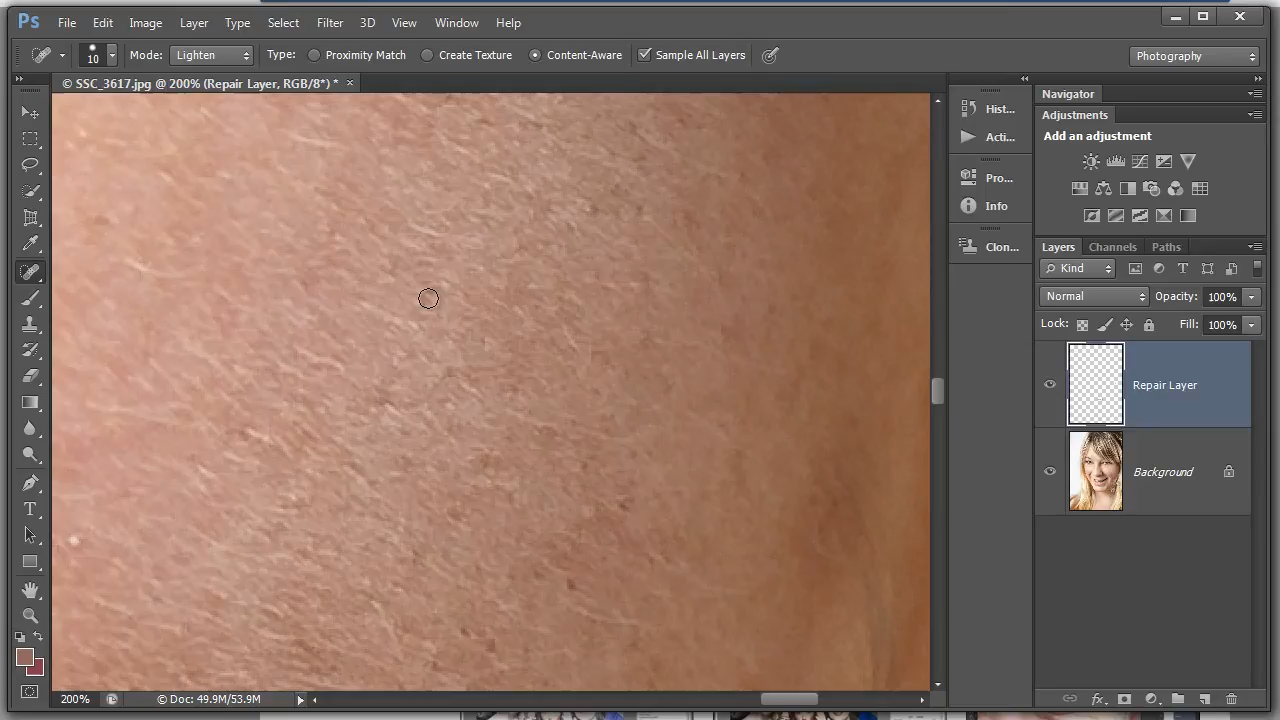 Ps File Edit Image Layer Type Select Filter 3D View Window Help
10 Mode: Lighten Type: Proximity Match Create Texture Content-Aware Sample All Layers Photography
© SSC_3617.jpg @ 200% (Repair Layer, RGB/8*) * ×
Hist...
Acti...
Pro...
Info
Clon...
Navigator
Adjustments
Add an adjustment
Layers Channels Paths
Kind
Normal Opacity: 100%
Lock: Fill: 100%
Repair Layer
Background
fx
200% © Doc: 49.9M/53.9M